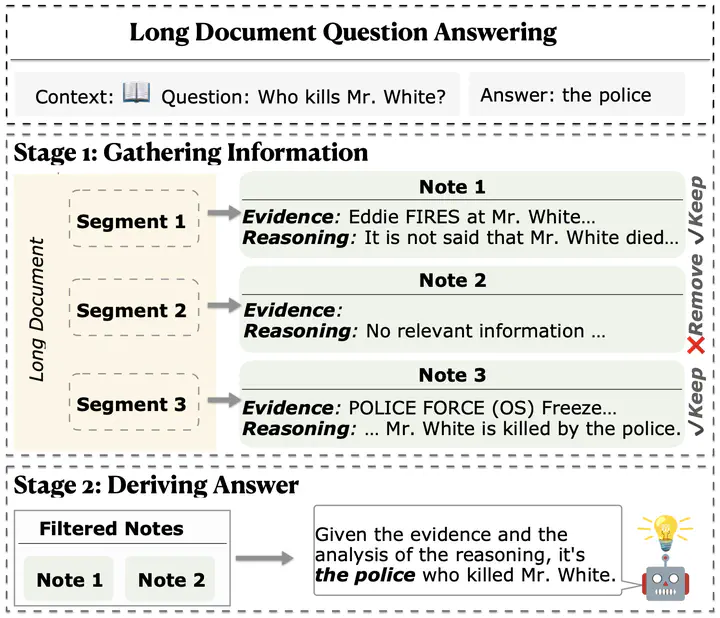 Long Document Question Answering
Context: Question: Who kills Mr. White?
Answer: the police
Stage 1: Gathering Information
Long Document
Segment 1
Note 1
Evidence: Eddie FIRES at Mr. White...
Reasoning: It is not said that Mr. White died...
✓Keep
Segment 2
Note 2
Evidence:
Reasoning: No relevant information ...
❌Remove
Segment 3
Note 3
Evidence: POLICE FORCE (OS) Freeze...
Reasoning: ... Mr. White is killed by the police.
✓Keep
Stage 2: Deriving Answer
Filtered Notes
Note 1
Note 2
Given the evidence and the
analysis of the reasoning, it's
the police who killed Mr. White.